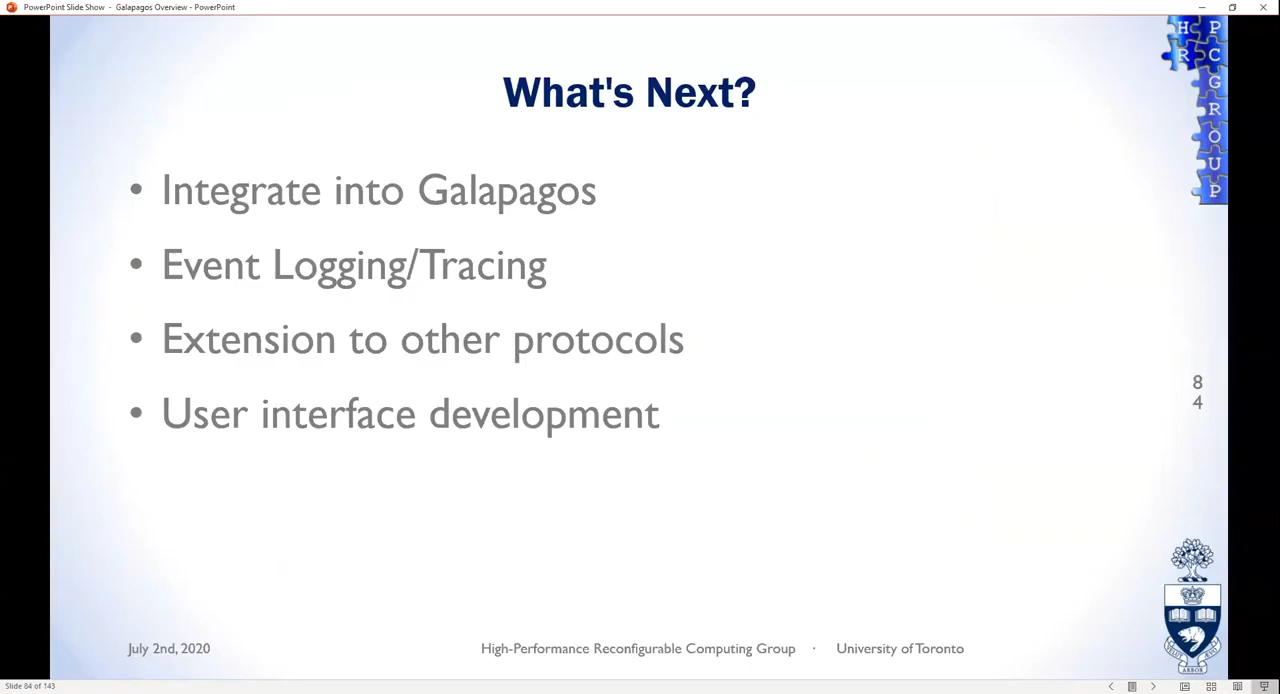 PowerPoint Slide Show - Galapagos Overview - PowerPoint
H P
R C
G
R
O
U
P
What's Next?
• Integrate into Galapagos
• Event Logging/Tracing
• Extension to other protocols
• User interface development
8
4
July 2nd, 2020
High-Performance Reconfigurable Computing Group · University of Toronto
ARBOR
Slide 84 of 143